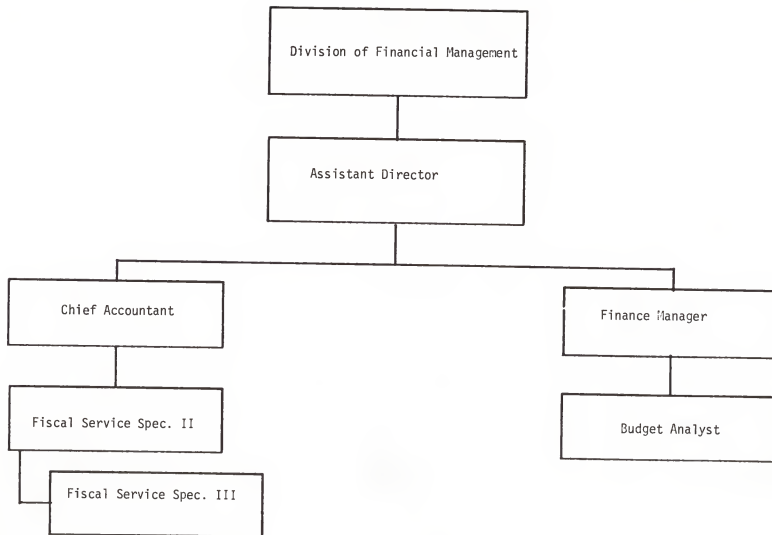 Division of Financial Management
Assistant Director
Chief Accountant
Finance Manager
Fiscal Service Spec. II
Budget Analyst
Fiscal Service Spec. III